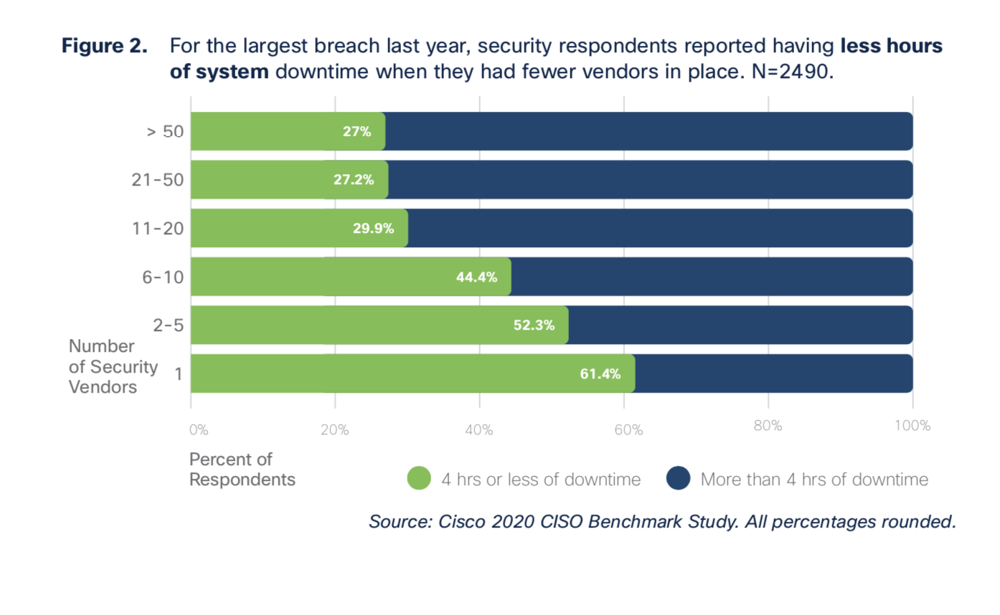 Figure 2. For the largest breach last year, security respondents reported having less hours
of system downtime when they had fewer vendors in place. N=2490.
> 50
27%
21-50
27.2%
11-20
29.9%
6-10
44.4%
2-5
52.3%
Number
of Security
Vendors
1
61.4%
0% 20% 40% 60% 80% 100%
Percent of
Respondents
4 hrs or less of downtime More than 4 hrs of downtime
Source: Cisco 2020 CISO Benchmark Study. All percentages rounded.